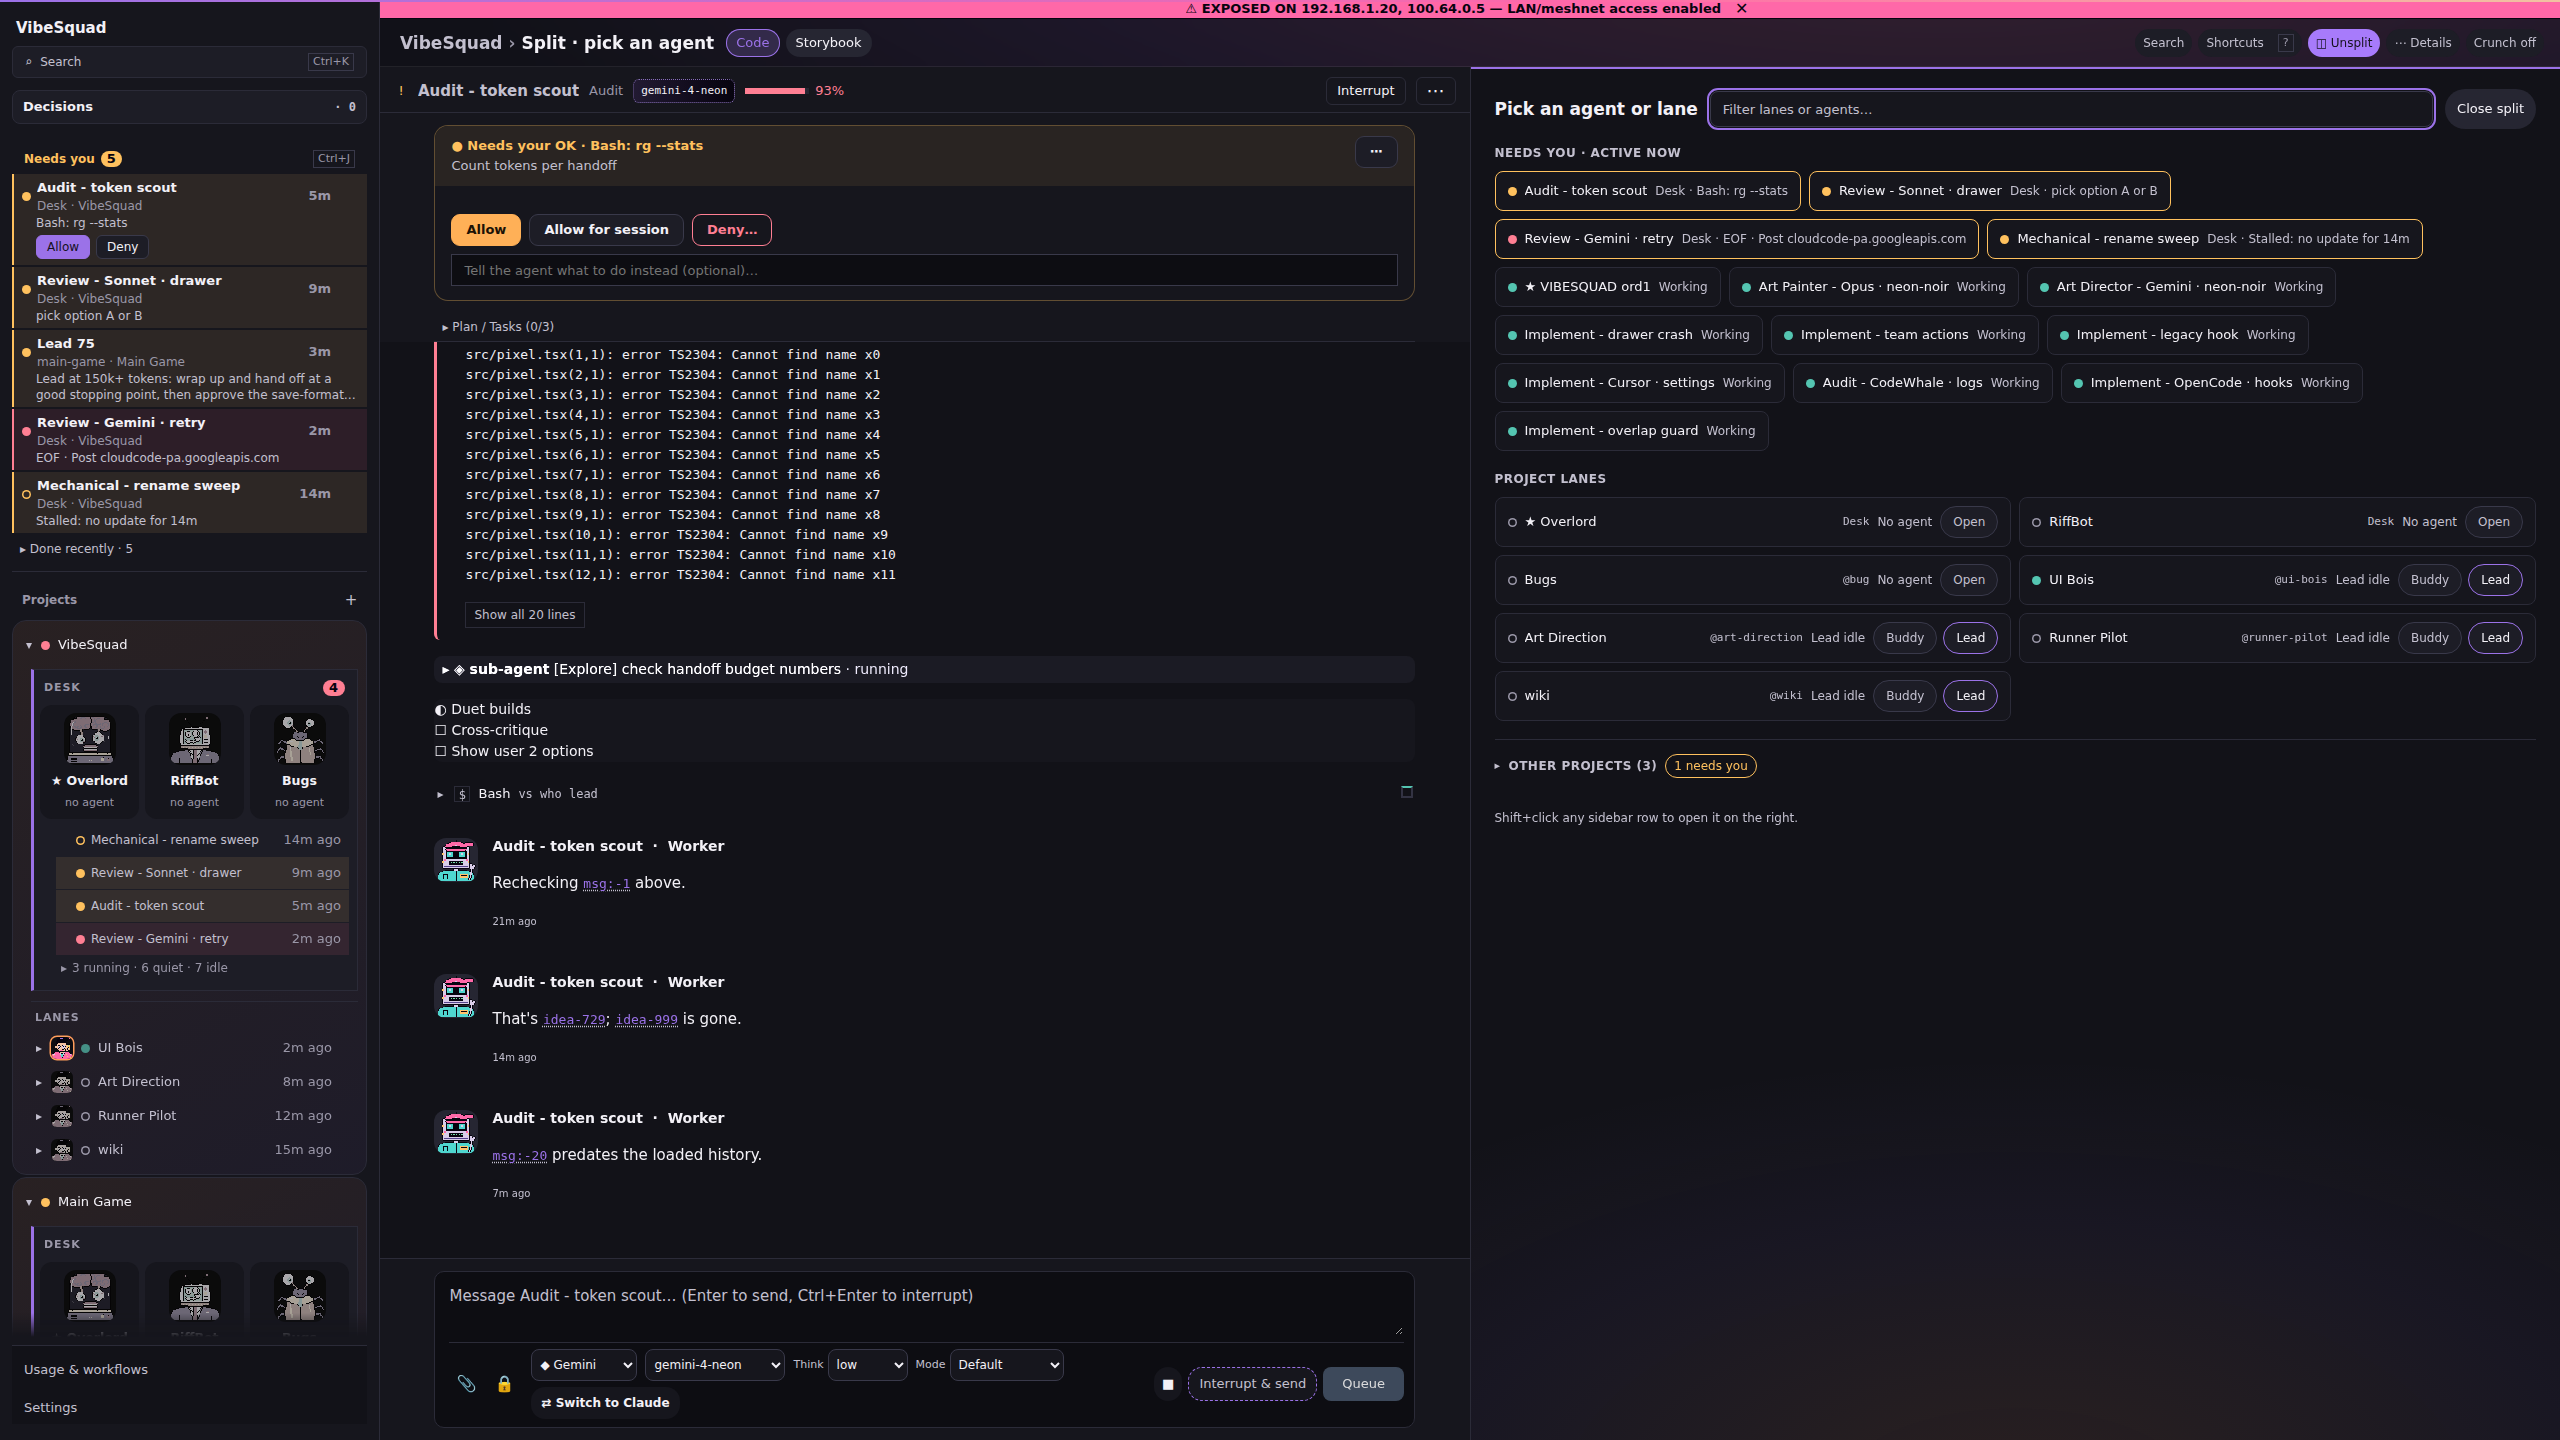 ⚠ EXPOSED ON 192.168.1.20, 100.64.0.5 — LAN/meshnet access enabled ✕
VibeSquad
Search Ctrl+K
Decisions · 0
Needs you 5 Ctrl+J
Audit - token scout 5m
Desk · VibeSquad
Bash: rg --stats
Allow Deny
Review - Sonnet · drawer 9m
Desk · VibeSquad
pick option A or B
Lead 75 3m
main-game · Main Game
Lead at 150k+ tokens: wrap up and hand off at a
good stopping point, then approve the save-format…
Review - Gemini · retry 2m
Desk · VibeSquad
EOF · Post cloudcode-pa.googleapis.com
Mechanical - rename sweep 14m
Desk · VibeSquad
Stalled: no update for 14m
▸ Done recently · 5
Projects +
▾ VibeSquad
DESK 4
★ Overlord RiffBot Bugs
no agent no agent no agent
Mechanical - rename sweep 14m ago
Review - Sonnet · drawer 9m ago
Audit - token scout 5m ago
Review - Gemini · retry 2m ago
▸ 3 running · 6 quiet · 7 idle
LANES
▸ UI Bois 2m ago
▸ Art Direction 8m ago
▸ Runner Pilot 12m ago
▸ wiki 15m ago
▾ Main Game
DESK
Usage & workflows
Settings
VibeSquad › Split · pick an agent Code Storybook
Search Shortcuts ? ◫ Unsplit ⋯ Details Crunch off
! Audit - token scout Audit gemini-4-neon 93% Interrupt ⋯
● Needs your OK · Bash: rg --stats ⋯
Count tokens per handoff
Allow Allow for session Deny…
Tell the agent what to do instead (optional)…
▸ Plan / Tasks (0/3)
src/pixel.tsx(1,1): error TS2304: Cannot find name x0
src/pixel.tsx(2,1): error TS2304: Cannot find name x1
src/pixel.tsx(3,1): error TS2304: Cannot find name x2
src/pixel.tsx(4,1): error TS2304: Cannot find name x3
src/pixel.tsx(5,1): error TS2304: Cannot find name x4
src/pixel.tsx(6,1): error TS2304: Cannot find name x5
src/pixel.tsx(7,1): error TS2304: Cannot find name x6
src/pixel.tsx(8,1): error TS2304: Cannot find name x7
src/pixel.tsx(9,1): error TS2304: Cannot find name x8
src/pixel.tsx(10,1): error TS2304: Cannot find name x9
src/pixel.tsx(11,1): error TS2304: Cannot find name x10
src/pixel.tsx(12,1): error TS2304: Cannot find name x11
Show all 20 lines
▸ ◈ sub-agent [Explore] check handoff budget numbers · running
◐ Duet builds
☐ Cross-critique
☐ Show user 2 options
▸ $ Bash vs who lead
Audit - token scout · Worker
Rechecking msg:-1 above.
21m ago
Audit - token scout · Worker
That's idea-729; idea-999 is gone.
14m ago
Audit - token scout · Worker
msg:-20 predates the loaded history.
7m ago
Message Audit - token scout… (Enter to send, Ctrl+Enter to interrupt)
◆ Gemini gemini-4-neon Think low Mode Default
⇄ Switch to Claude
■ Interrupt & send Queue
Pick an agent or lane Filter lanes or agents… Close split
NEEDS YOU · ACTIVE NOW
Audit - token scout Desk · Bash: rg --stats Review - Sonnet · drawer Desk · pick option A or B
Review - Gemini · retry Desk · EOF · Post cloudcode-pa.googleapis.com Mechanical - rename sweep Desk · Stalled: no update for 14m
★ VIBESQUAD ord1 Working Art Painter - Opus · neon-noir Working Art Director - Gemini · neon-noir Working
Implement - drawer crash Working Implement - team actions Working Implement - legacy hook Working
Implement - Cursor · settings Working Audit - CodeWhale · logs Working Implement - OpenCode · hooks Working
Implement - overlap guard Working
PROJECT LANES
★ Overlord Desk No agent Open RiffBot Desk No agent Open
Bugs @bug No agent Open UI Bois @ui-bois Lead idle Buddy Lead
Art Direction @art-direction Lead idle Buddy Lead Runner Pilot @runner-pilot Lead idle Buddy Lead
wiki @wiki Lead idle Buddy Lead
▸ OTHER PROJECTS (3) 1 needs you
Shift+click any sidebar row to open it on the right.